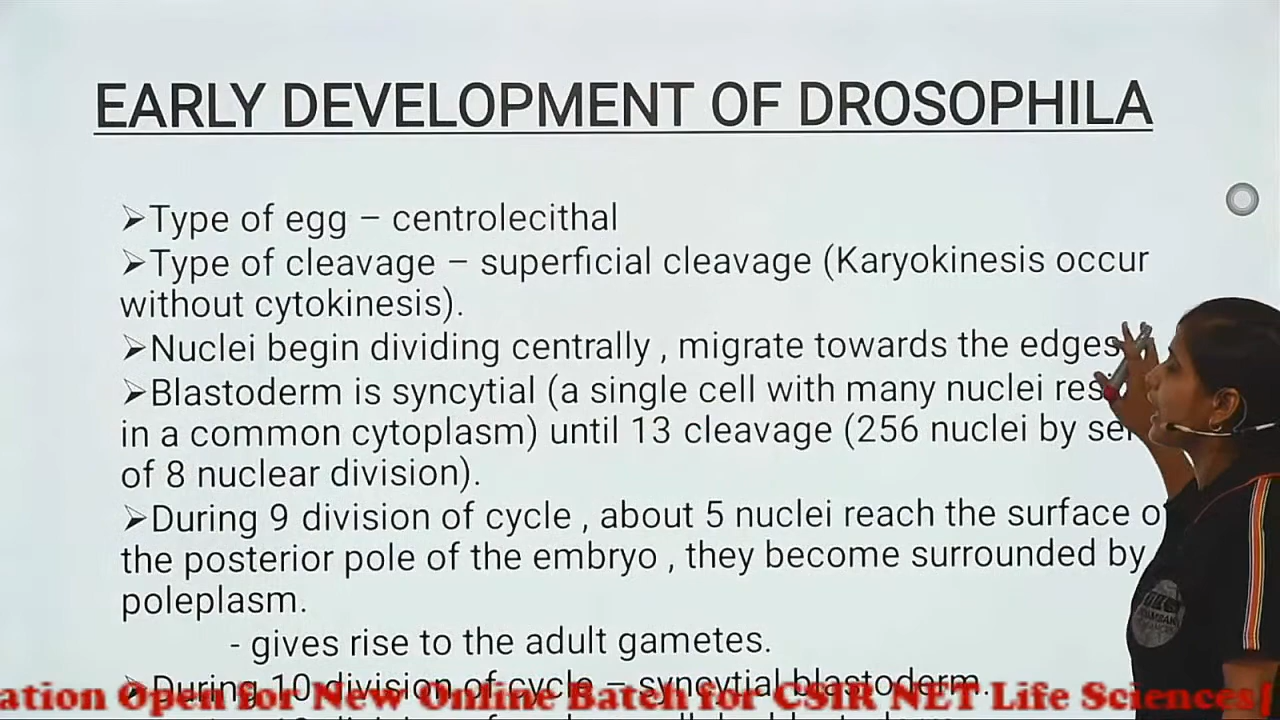 EARLY DEVELOPMENT OF DROSOPHILA
➢Type of egg – centrolecithal
➢Type of cleavage – superficial cleavage (Karyokinesis occur
without cytokinesis).
➢Nuclei begin dividing centrally , migrate towards the edges
➢Blastoderm is syncytial (a single cell with many nuclei res
in a common cytoplasm) until 13 cleavage (256 nuclei by se
of 8 nuclear division).
➢During 9 division of cycle , about 5 nuclei reach the surface o
the posterior pole of the embryo , they become surrounded by
poleplasm.
- gives rise to the adult gametes.
➢During 10 division of cycle – syncytial blastoderm.
ation Open for New Online Batch for CSIR NET Life Sciences